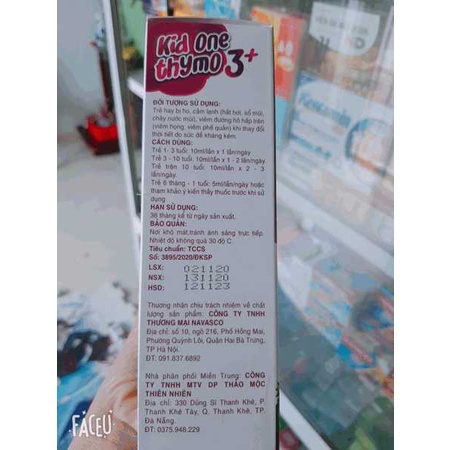 Kid One
thymo 3+
ĐỐI TƯỢNG SỬ DỤNG:
Trẻ hay bị ho, cảm lạnh (hắt hơi, sổ mũi,
chảy nước mũi), viêm đường hô hấp trên
(viêm họng, viêm phế quản) khi thay đổi
thời tiết do sức đề kháng kém.
CÁCH DÙNG:
Trẻ 1- 3 tuổi: 10ml/lần x 1 lần/ngày
Trẻ 3 - 10 tuổi: 10ml/lần x 1 - 2 lần/ngày
Trẻ trên 10 tuổi: 10ml/lần x 2 - 3
lần/ngày.
Trẻ 6 tháng - 1 tuổi: 5ml/lần/ngày hoặc
tham khảo ý kiến thầy thuốc trước khi sử
dụng
HẠN SỬ DỤNG:
36 tháng kể từ ngày sản xuất.
BẢO QUẢN:
Nơi khô mát,tránh ánh sáng trực tiếp.
Nhiệt độ không quá 30 độ C.
Tiêu chuẩn: TCCS
Số: 3895/2020/ĐKSP
LSX: 021120
NSX: 131120
HSD: 121123
Thương nhân chịu trách nhiệm về chất
lượng sản phẩm: CÔNG TY TNHH
THƯƠNG MẠI NAVASCO
Địa chỉ: số 10, ngõ 216, Phố Hồng Mai,
Phường Quỳnh Lôi, Quận Hai Bà Trưng,
TP Hà Nội.
ĐT: 091.837 6892
Nhà phân phối Miền Trung: CÔNG
TY TNHH MTV DP THẢO MỘC
THIÊN NHIÊN
Địa chỉ: 330 Dũng Sĩ Thanh Khê, P.
Thanh Khê Tây, Q. Thanh Khê, TP.
Đà Nẵng.
ĐT: 0375.948.229
FACEU